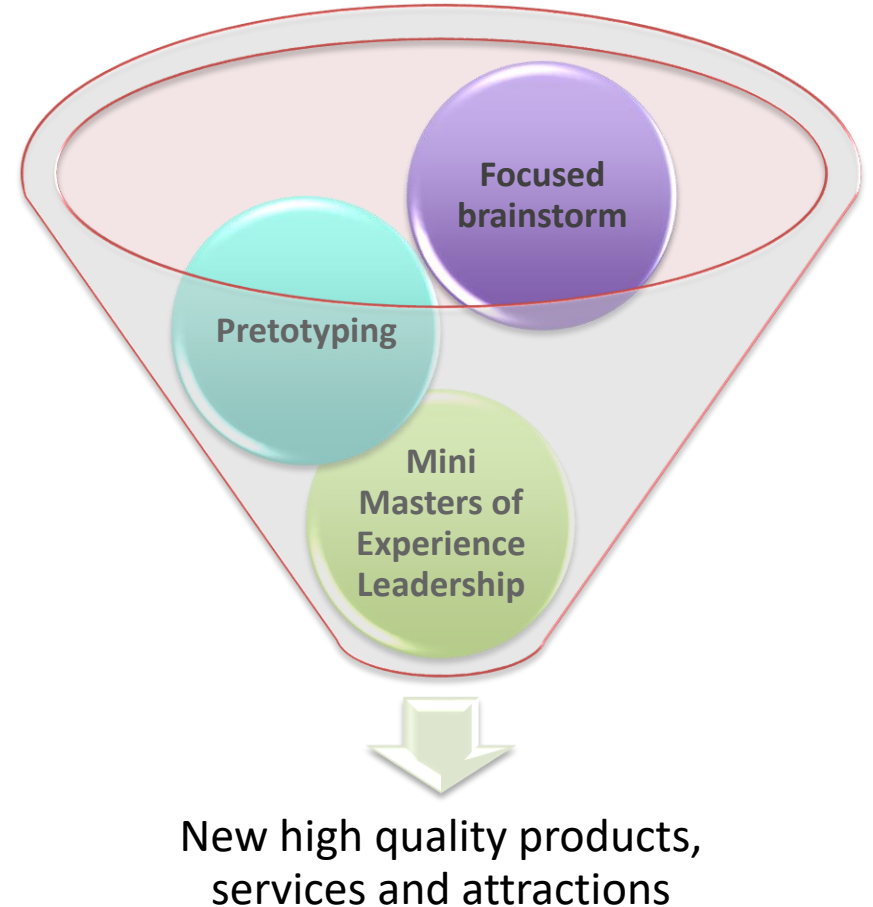 Focused
brainstorm
Pretotyping
Mini
Masters of
Experience
Leadership
New high quality products,
services and attractions